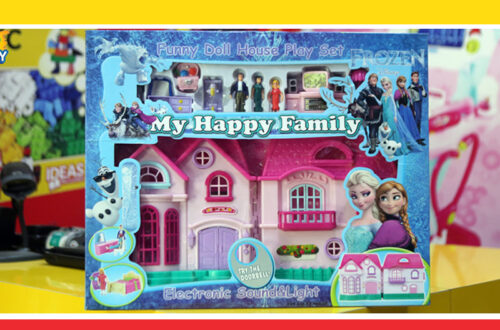 Funny Doll House Play Set
FROZEN
My Happy Family
IDEAS
TRY THE
DOORBELL!
Electronic Sound&Light